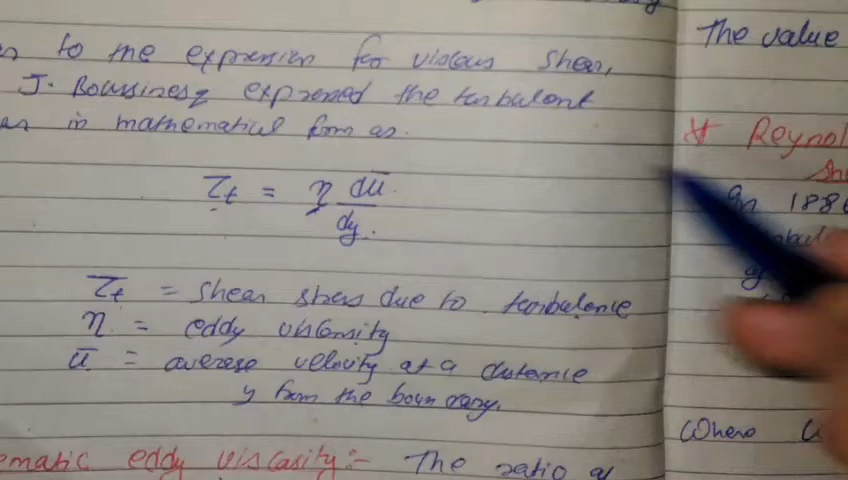 to the expression for viscous shear,
J. Boussinesq expressed the turbulent
in mathematical form as.
τt = η dū
dy.
τt = Shear stress due to turbulence
η = eddy viscosity
ū = average velocity at a distance
y from the boundary.
ematic eddy viscosity:- The ratio of
The value
* Reynol
In 1886
Where u